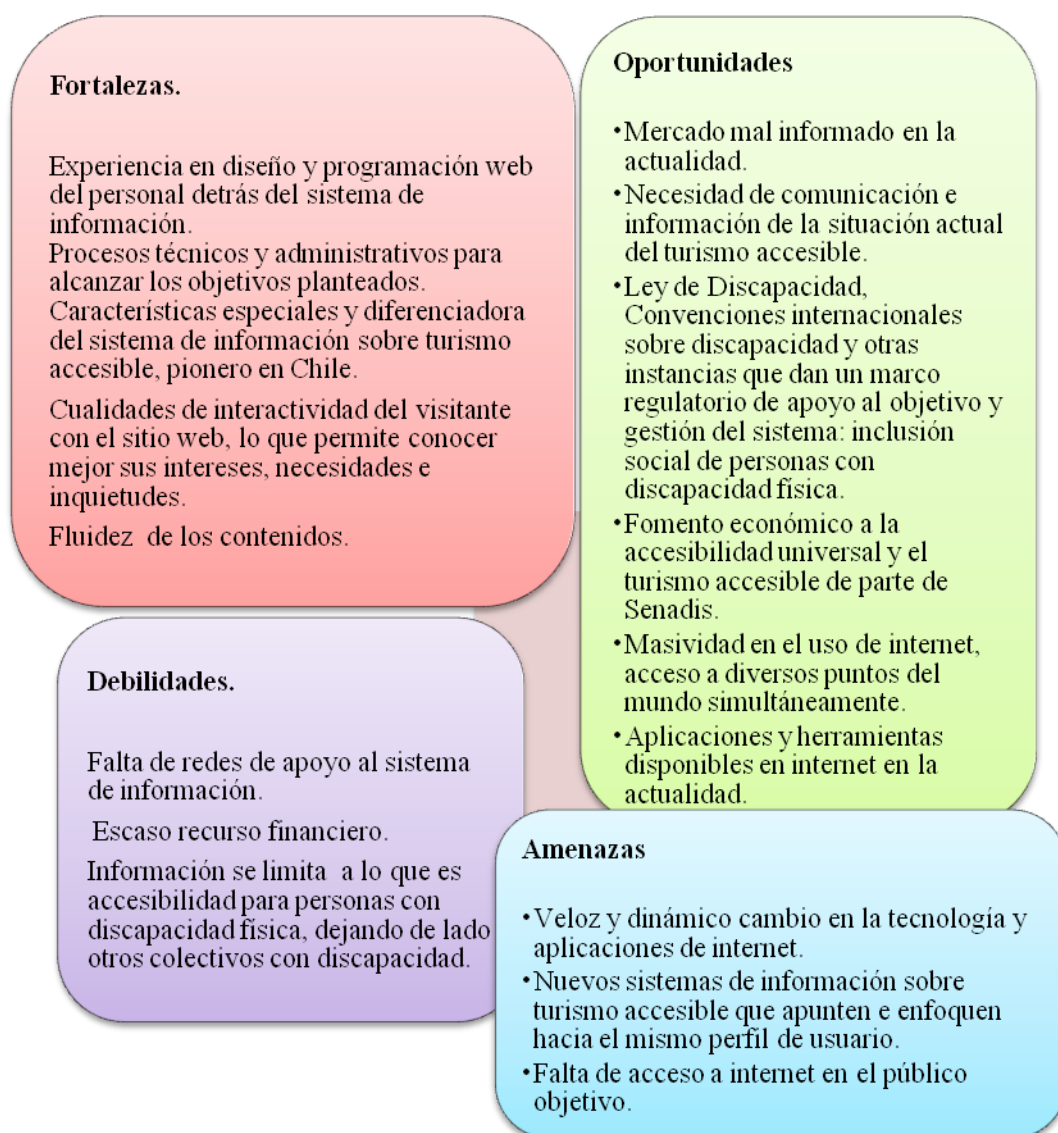 Fortalezas.
Experiencia en diseño y programación web
del personal detrás del sistema de
información.
Procesos técnicos y administrativos para
alcanzar los objetivos planteados.
Características especiales y diferenciadora
del sistema de información sobre turismo
accesible, pionero en Chile.
Cualidades de interactividad del visitante
con el sitio web, lo que permite conocer
mejor sus intereses, necesidades e
inquietudes.
Fluidez de los contenidos.
Oportunidades
•Mercado mal informado en la
actualidad.
•Necesidad de comunicación e
información de la situación actual
del turismo accesible.
•Ley de Discapacidad,
Convenciones internacionales
sobre discapacidad y otras
instancias que dan un marco
regulatorio de apoyo al objetivo y
gestión del sistema: inclusión
social de personas con
discapacidad física.
•Fomento económico a la
accesibilidad universal y el
turismo accesible de parte de
Senadis.
•Masividad en el uso de internet,
acceso a diversos puntos del
mundo simultáneamente.
•Aplicaciones y herramientas
disponibles en internet en la
actualidad.
Debilidades.
Falta de redes de apoyo al sistema
de información.
Escaso recurso financiero.
Información se limita a lo que es
accesibilidad para personas con
discapacidad física, dejando de lado
otros colectivos con discapacidad.
Amenazas
•Veloz y dinámico cambio en la tecnología y
aplicaciones de internet.
•Nuevos sistemas de información sobre
turismo accesible que apunten e enfoquen
hacia el mismo perfil de usuario.
•Falta de acceso a internet en el público
objetivo.